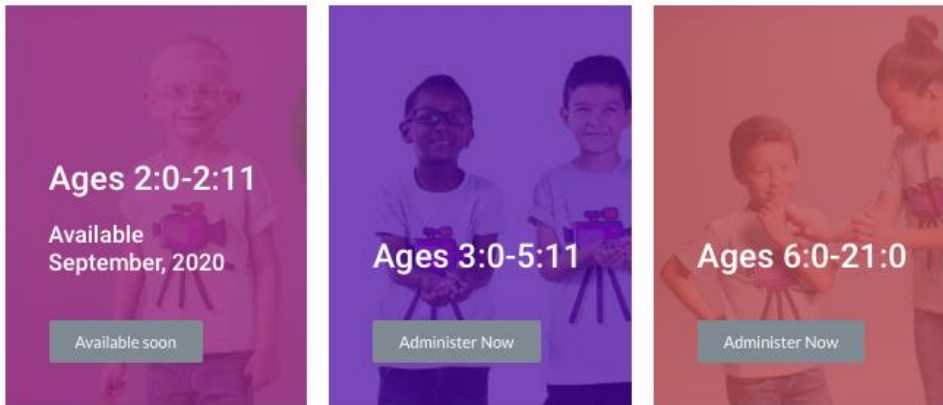 Ages 2:0-2:11
Available
September, 2020
Available soon
Ages 3:0-5:11
Administer Now
Ages 6:0-21:0
Administer Now